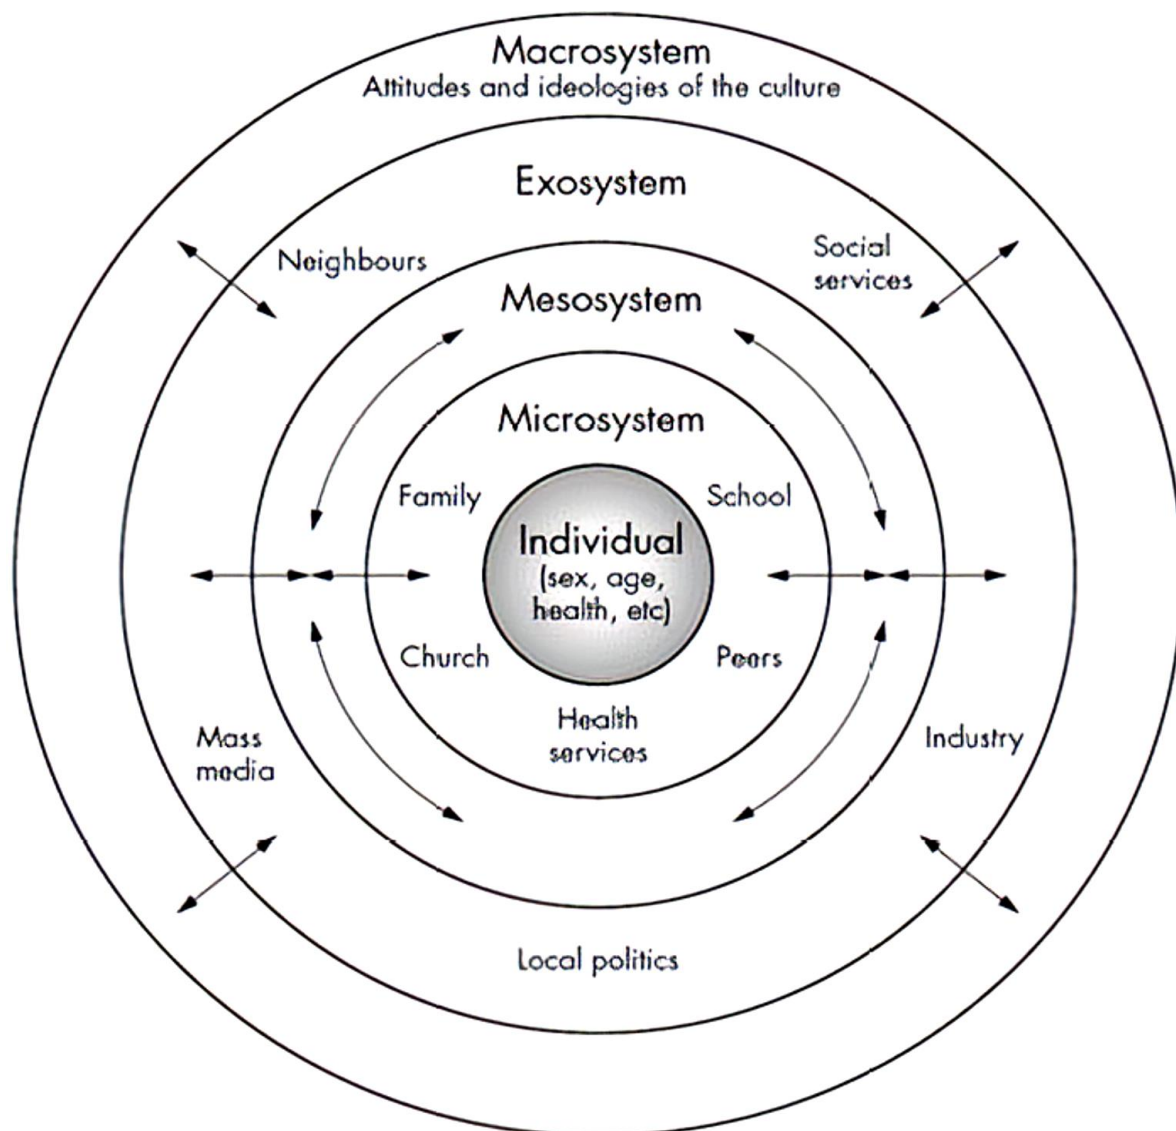 Macrosystem
Attitudes and ideologies of the culture
Exosystem
Neighbours
Social
services
Mesosystem
Microsystem
Family
School
Individual
(sex, age,
health, etc)
Church
Peers
Health
services
Mass
media
Industry
Local politics